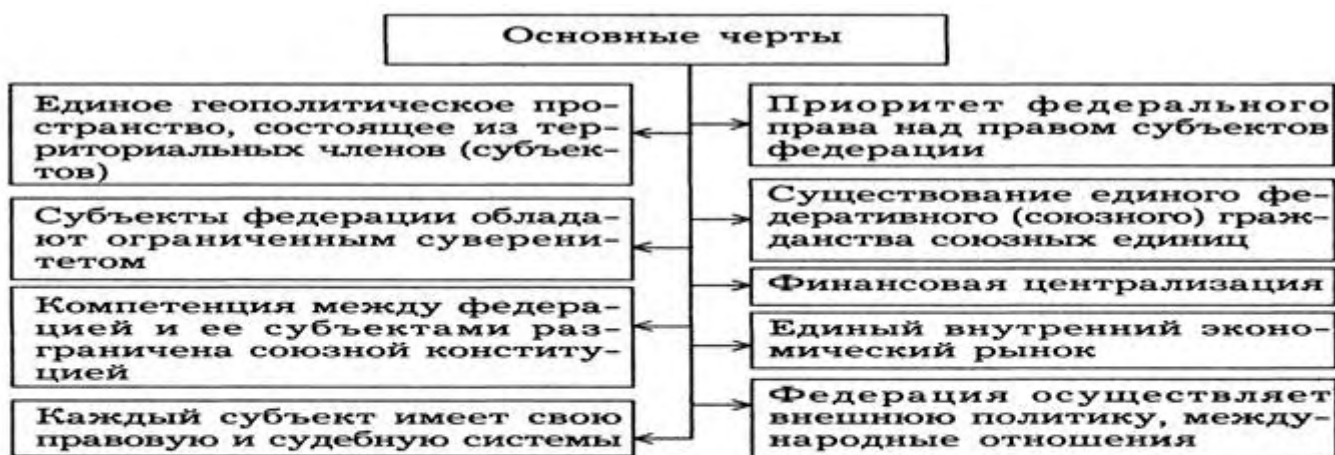 Основные черты
Единое геополитическое про-
странство, состоящее из тер-
риториальных членов (субъек-
тов)
Субъекты федерации облада-
ют ограниченным суверени-
тетом
Компетенция между федера-
цией и ее субъектами раз-
граничена союзной конститу-
цией
Каждый субъект имеет свою
правовую и судебную системы
Приоритет федерального
права над правом субъектов
федерации
Существование единого фе-
деративного (союзного) граж-
данства союзных единиц
Финансовая централизация
Единый внутренний эконо-
мический рынок
Федерация осуществляет
внешнюю политику, между-
народные отношения